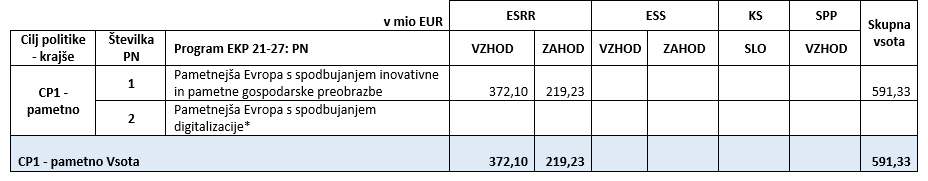 v mio EUR ESRR ESS KS SPP Skupna vsota
Cilj politike - krajše Številka PN Program EKP 21-27: PN VZHOD ZAHOD VZHOD ZAHOD SLO VZHOD
CP1 - pametno
1 Pametnejša Evropa s spodbujanjem inovativne
in pametne gospodarske preobrazbe 372,10 219,23 591,33
2 Pametnejša Evropa s spodbujanjem
digitalizacije*
CP1 - pametno Vsota 372,10 219,23 591,33